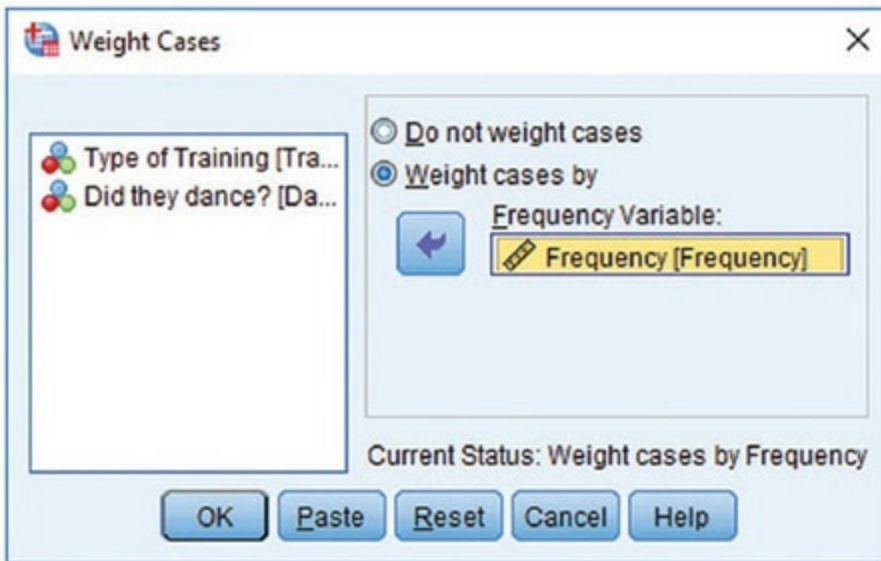 Weight Cases
Type of Training [Tra...
Did they dance? [Da...
Do not weight cases
Weight cases by
Frequency Variable:
Frequency [Frequency]
Current Status: Weight cases by Frequency
OK
Paste
Reset
Cancel
Help